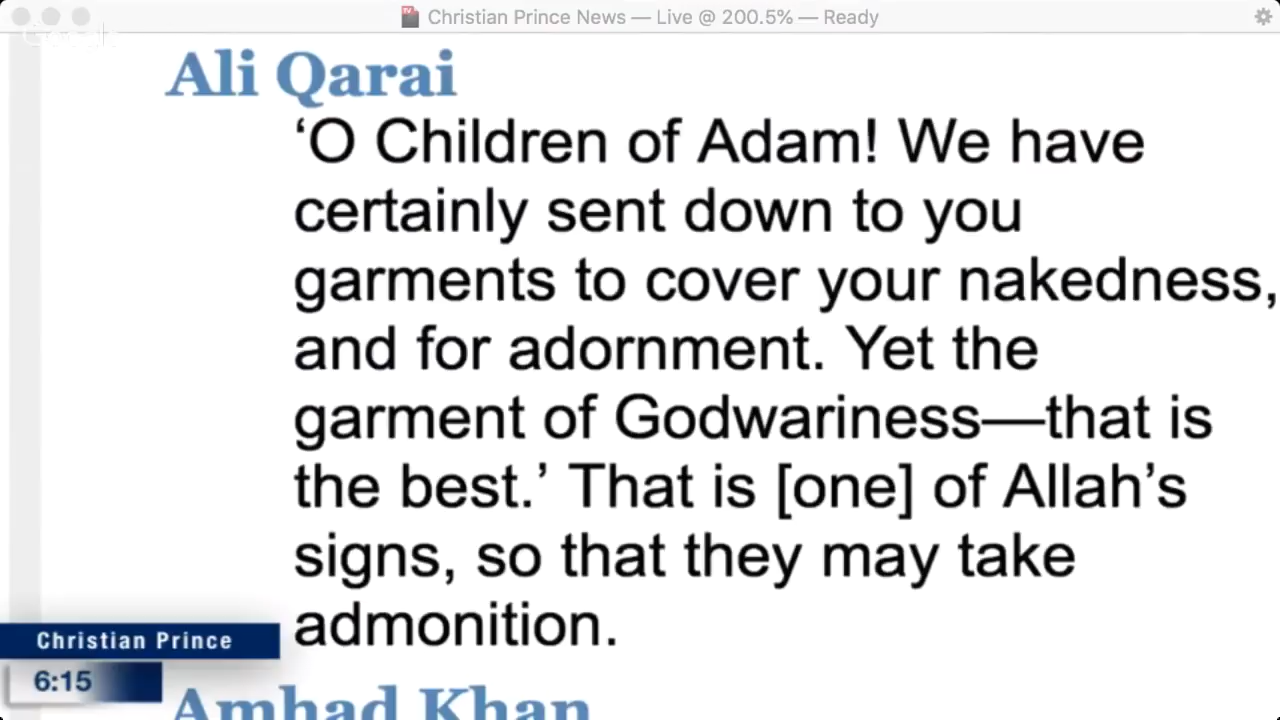 Christian Prince News — Live @ 200.5% — Ready
Google
Ali Qarai
‘O Children of Adam! We have
certainly sent down to you
garments to cover your nakedness,
and for adornment. Yet the
garment of Godwariness—that is
the best.’ That is [one] of Allah’s
signs, so that they may take
admonition.
Christian Prince
6:15
Amhad Khan